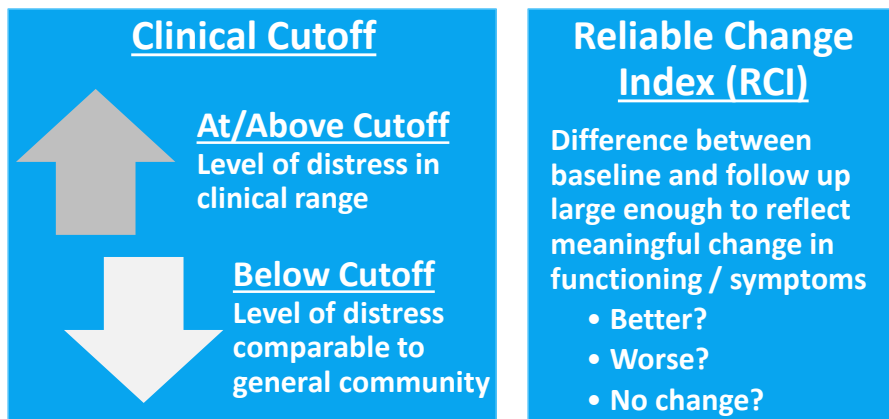 Clinical Cutoff
At/Above Cutoff
Level of distress in
clinical range
Below Cutoff
Level of distress
comparable to
general community
Reliable Change
Index (RCI)
Difference between
baseline and follow up
large enough to reflect
meaningful change in
functioning / symptoms
• Better?
• Worse?
• No change?